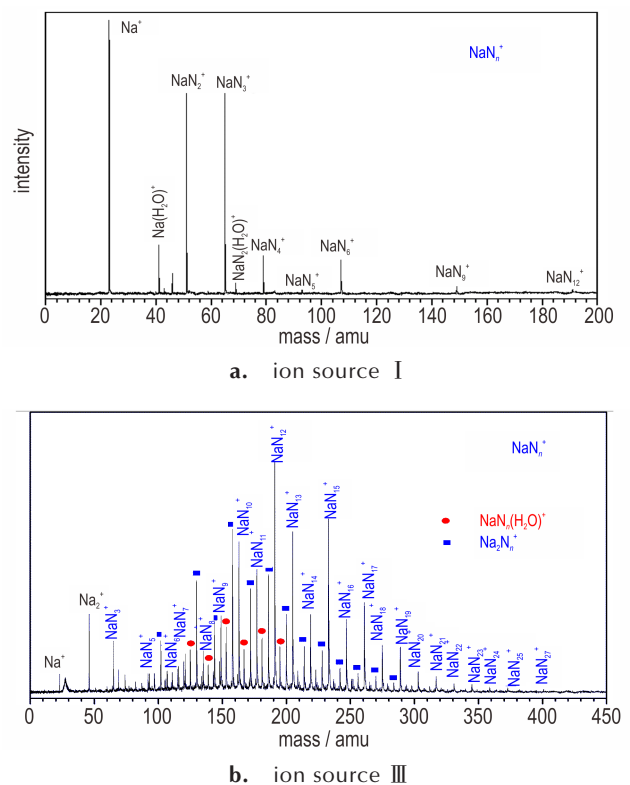 Na⁺
NaNₙ⁺
NaN₂⁺
NaN₃⁺
Na(H₂O)⁺
NaN₂(H₂O)⁺
NaN₄⁺
NaN₅⁺
NaN₆⁺
NaN₉⁺
NaN₁₂⁺
intensity
0 20 40 60 80 100 120 140 160 180 200
mass / amu
a. ion source Ⅰ
NaNₙ⁺
NaNₙ(H₂O)⁺
Na₂Nₙ⁺
Na⁺
Na₂⁺
NaN₃⁺
NaN₅⁺
NaN₆⁺
NaN₇⁺
NaN₈⁺
NaN₉⁺
NaN₁₀⁺
NaN₁₁⁺
NaN₁₂⁺
NaN₁₃⁺
NaN₁₄⁺
NaN₁₅⁺
NaN₁₆⁺
NaN₁₇⁺
NaN₁₈⁺
NaN₁₉⁺
NaN₂₀⁺
NaN₂₁⁺
NaN₂₂⁺
NaN₂₃⁺
NaN₂₄⁺
NaN₂₅⁺
NaN₂₇⁺
0 50 100 150 200 250 300 350 400 450
mass / amu
b. ion source Ⅲ